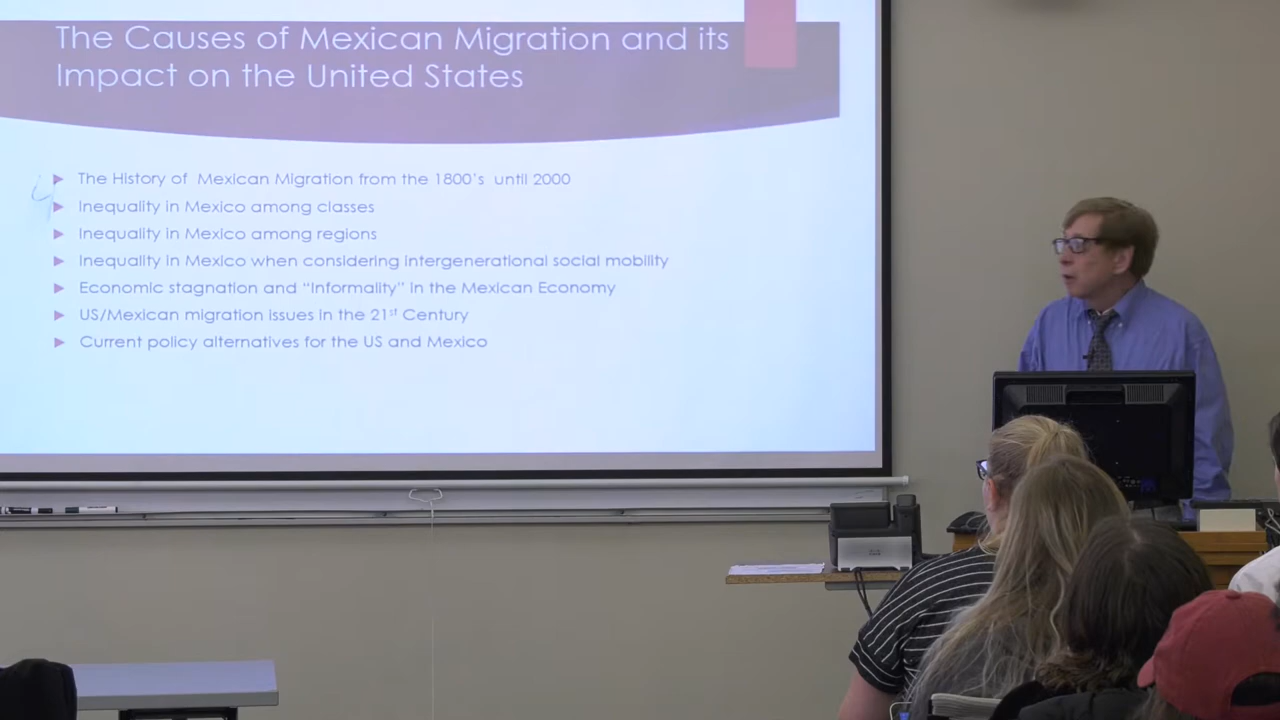 The Causes of Mexican Migration and its
Impact on the United States
The History of Mexican Migration from the 1800's until 2000
Inequality in Mexico among classes
Inequality in Mexico among regions
Inequality in Mexico when considering intergenerational social mobility
Economic stagnation and "Informality" in the Mexican Economy
US/Mexican migration issues in the 21st Century
Current policy alternatives for the US and Mexico